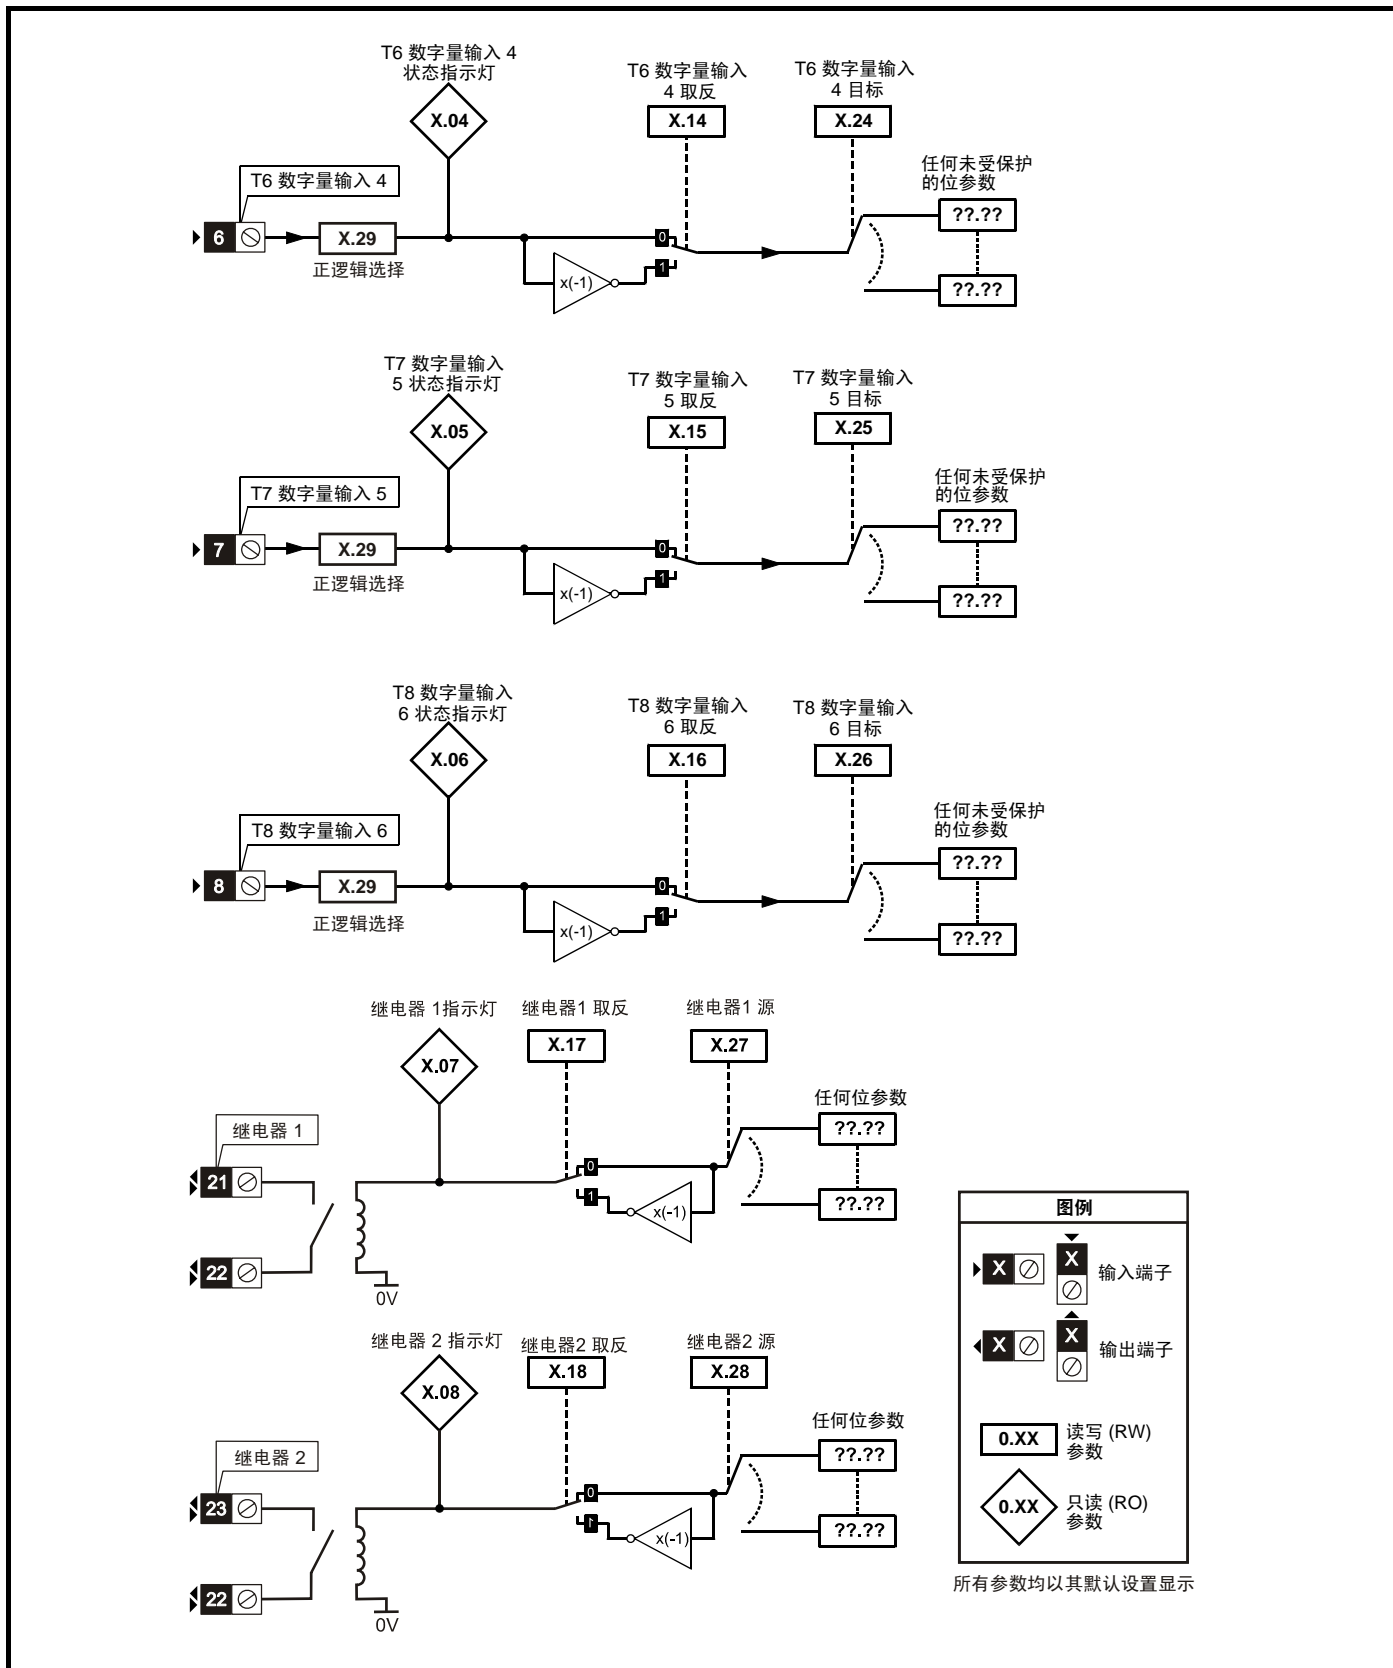 T6 数字量输入 4
状态指示灯
X.04
T6 数字量输入
4 取反
X.14
T6 数字量输入
4 目标
X.24
任何未受保护
的位参数
??.??
??.??
T6 数字量输入 4
6
X.29
正逻辑选择
0
1
x(-1)
T7 数字量输入
5 状态指示灯
X.05
T7 数字量输入
5 取反
X.15
T7 数字量输入
5 目标
X.25
任何未受保护
的位参数
??.??
??.??
T7 数字量输入 5
7
X.29
正逻辑选择
0
1
x(-1)
T8 数字量输入
6 状态指示灯
X.06
T8 数字量输入
6 取反
X.16
T8 数字量输入
6 目标
X.26
任何未受保护
的位参数
??.??
??.??
T8 数字量输入 6
8
X.29
正逻辑选择
0
1
x(-1)
继电器 1指示灯
X.07
继电器1 取反
X.17
继电器1 源
X.27
任何位参数
??.??
??.??
继电器 1
21
22
0V
0
1
x(-1)
继电器 2 指示灯
X.08
继电器2 取反
X.18
继电器2 源
X.28
任何位参数
??.??
??.??
继电器 2
23
22
0V
0
1
x(-1)
图例
X
X
输入端子
X
X
输出端子
0.XX
读写 (RW)
参数
0.XX
只读 (RO)
参数
所有参数均以其默认设置显示